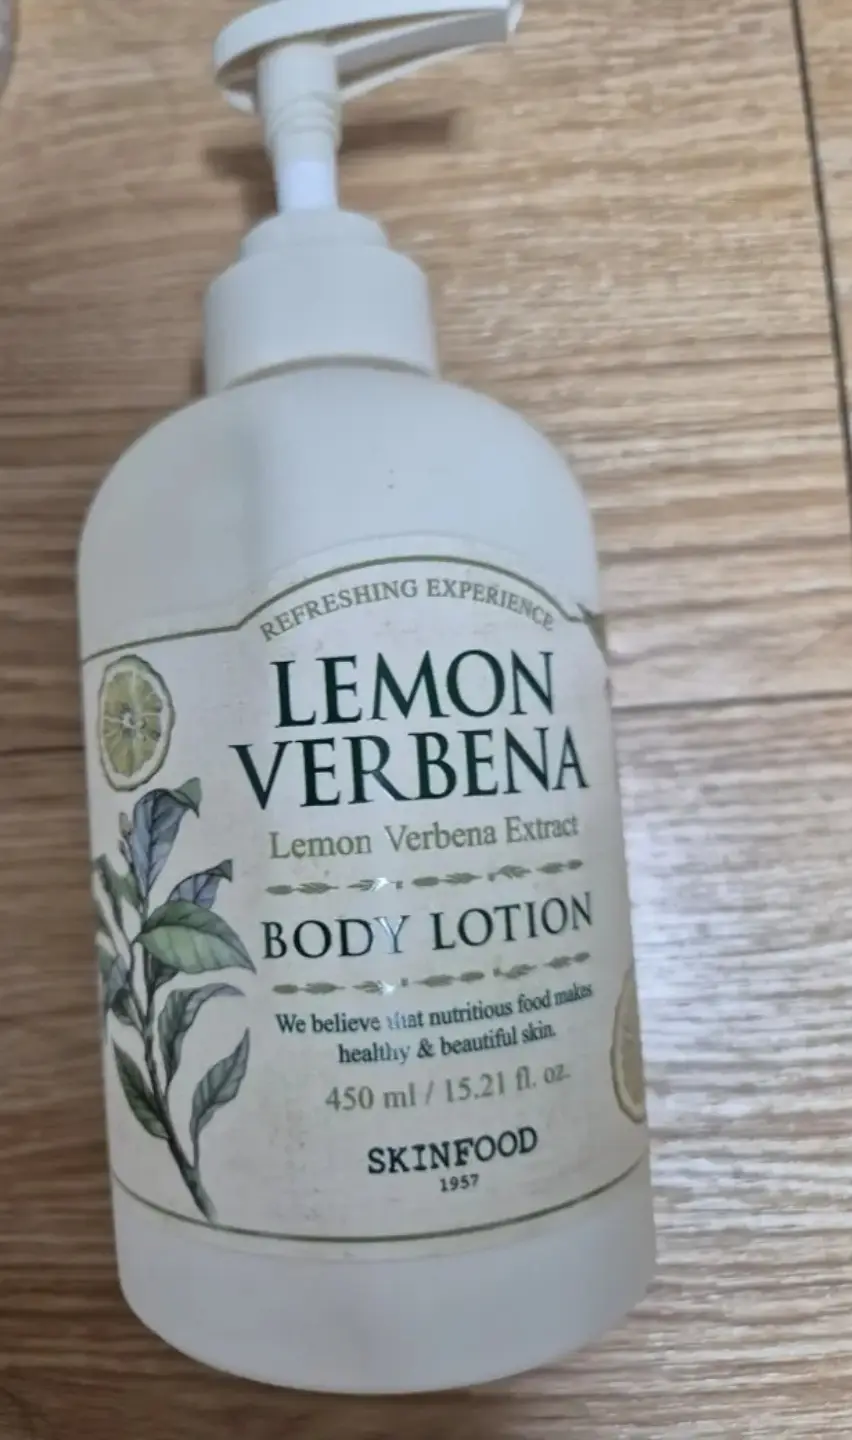 REFRESHING EXPERIENCE
LEMON
VERBENA
Lemon Verbena Extract
BODY LOTION
We believe that nutritious food makes
healthy & beautiful skin.
450 ml / 15.21 fl. oz.
SKINFOOD
1957